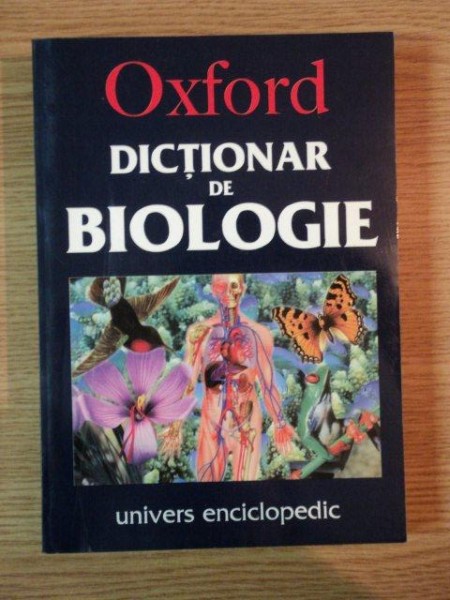 Oxford
DICȚIONAR
DE
BIOLOGIE
univers enciclopedic